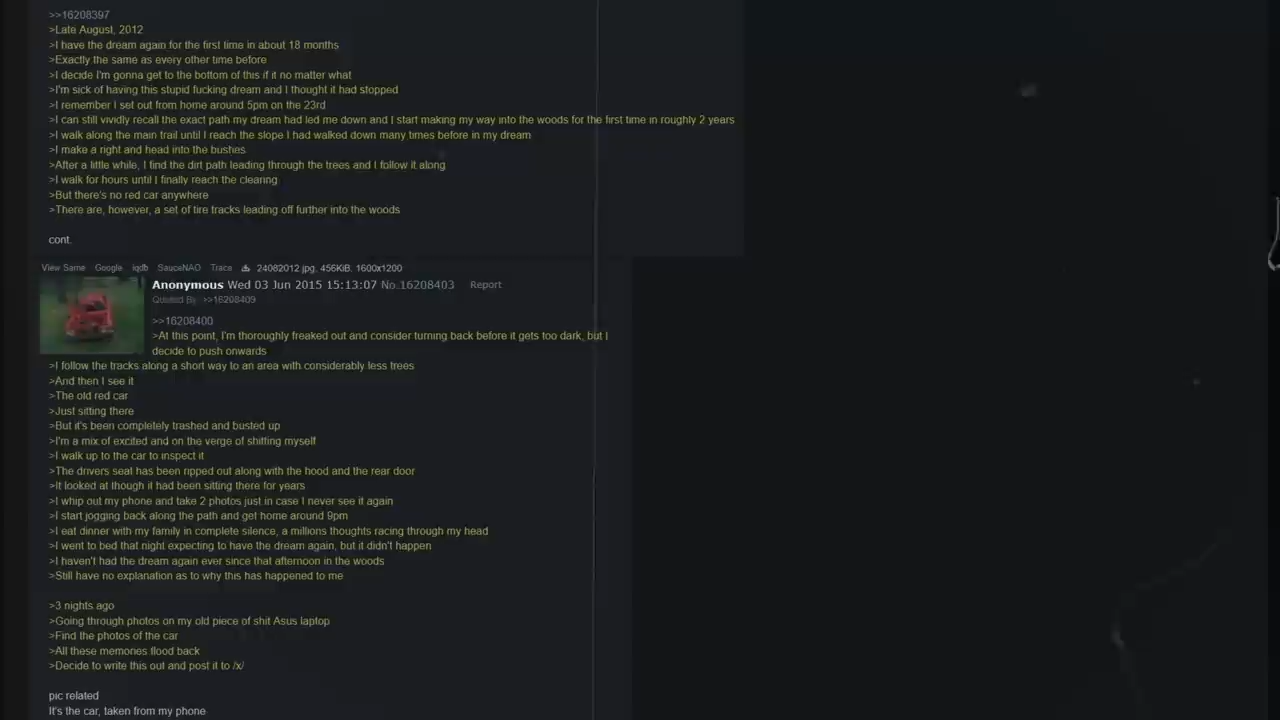 >>16208397
>Late August, 2012
>I have the dream again for the first time in about 18 months
>Exactly the same as every other time before
>I decide I'm gonna get to the bottom of this if it no matter what
>I'm sick of having this stupid fucking dream and I thought it had stopped
>I remember I set out from home around 5pm on the 23rd
>I can still vividly recall the exact path my dream had led me down and I start making my way into the woods for the first time in roughly 2 years
>I walk along the main trail until I reach the slope I had walked down many times before in my dream
>I make a right and head into the bushes
>After a little while, I find the dirt path leading through the trees and I follow it along
>I walk for hours until I finally reach the clearing
>But there's no red car anywhere
>There are, however, a set of tire tracks leading off further into the woods
cont.
View Same Google iqdb SauceNAO Trace 24082012.jpg, 456KiB, 1600x1200
Anonymous Wed 03 Jun 2015 15:13:07 No.16208403 Report
Quoted By: >>16208409
>>16208400
>At this point, I'm thoroughly freaked out and consider turning back before it gets too dark, but I
decide to push onwards
>I follow the tracks along a short way to an area with considerably less trees
>And then I see it
>The old red car
>Just sitting there
>But it's been completely trashed and busted up
>I'm a mix of excited and on the verge of shitting myself
>I walk up to the car to inspect it
>The drivers seat has been ripped out along with the hood and the rear door
>It looked at though it had been sitting there for years
>I whip out my phone and take 2 photos just in case I never see it again
>I start jogging back along the path and get home around 9pm
>I eat dinner with my family in complete silence, a millions thoughts racing through my head
>I went to bed that night expecting to have the dream again, but it didn't happen
>I haven't had the dream again ever since that afternoon in the woods
>Still have no explanation as to why this has happened to me
>3 nights ago
>Going through photos on my old piece of shit Asus laptop
>Find the photos of the car
>All these memories flood back
>Decide to write this out and post it to /x/
pic related
It's the car, taken from my phone